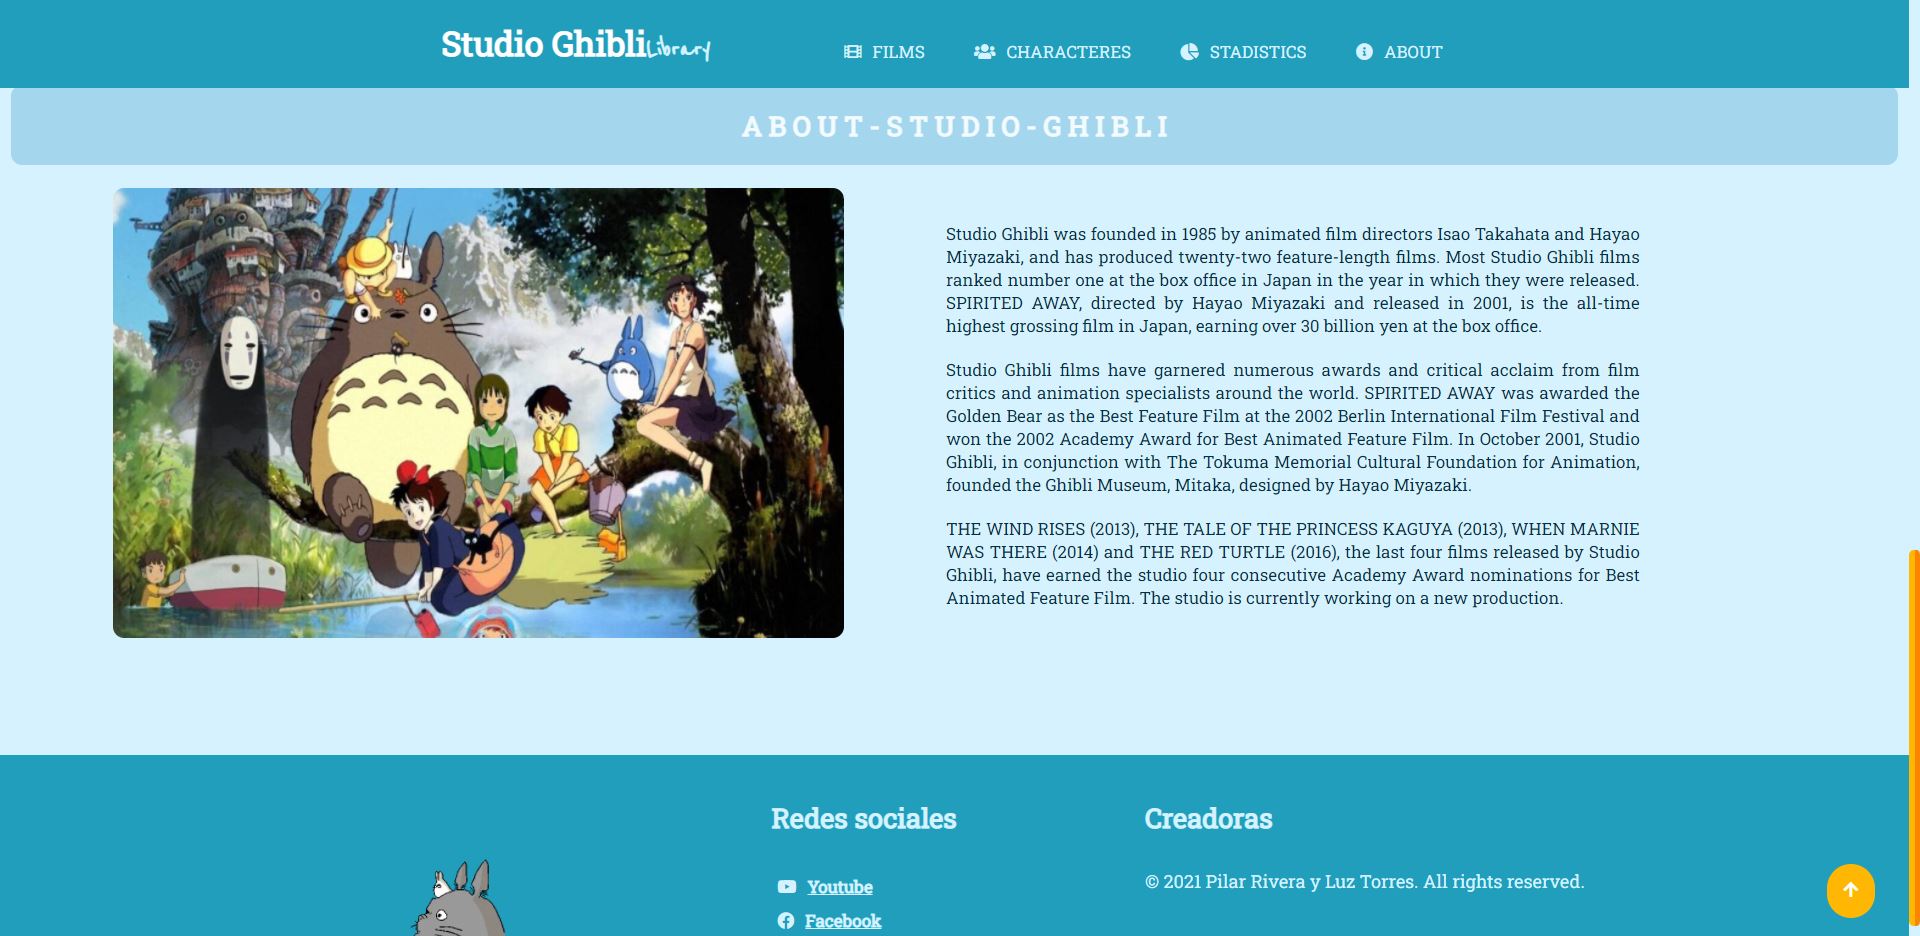 Studio Ghibli Library
FILMS
CHARACTERES
STADISTICS
ABOUT
ABOUT-STUDIO-GHIBLI
Studio Ghibli was founded in 1985 by animated film directors Isao Takahata and Hayao
Miyazaki, and has produced twenty-two feature-length films. Most Studio Ghibli films
ranked number one at the box office in Japan in the year in which they were released.
SPIRITED AWAY, directed by Hayao Miyazaki and released in 2001, is the all-time
highest grossing film in Japan, earning over 30 billion yen at the box office.
Studio Ghibli films have garnered numerous awards and critical acclaim from film
critics and animation specialists around the world. SPIRITED AWAY was awarded the
Golden Bear as the Best Feature Film at the 2002 Berlin International Film Festival and
won the 2002 Academy Award for Best Animated Feature Film. In October 2001, Studio
Ghibli, in conjunction with The Tokuma Memorial Cultural Foundation for Animation,
founded the Ghibli Museum, Mitaka, designed by Hayao Miyazaki.
THE WIND RISES (2013), THE TALE OF THE PRINCESS KAGUYA (2013), WHEN MARNIE
WAS THERE (2014) and THE RED TURTLE (2016), the last four films released by Studio
Ghibli, have earned the studio four consecutive Academy Award nominations for Best
Animated Feature Film. The studio is currently working on a new production.
Redes sociales
Youtube
Facebook
Creadoras
© 2021 Pilar Rivera y Luz Torres. All rights reserved.